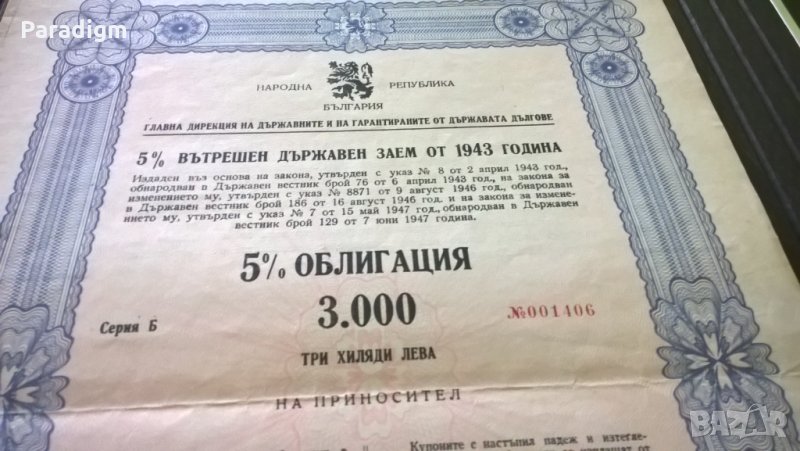 Paradigm
НАРОДНА РЕПУБЛИКА
БЪЛГАРИЯ
ГЛАВНА ДИРЕКЦИЯ НА ДЪРЖАВНИТЕ И НА ГАРАНТИРАНИТЕ ОТ ДЪРЖАВАТА ДЪЛГОВЕ
5% ВЪТРЕШЕН ДЪРЖАВЕН ЗАЕМ ОТ 1943 ГОДИНА
Издаден въз основа на закона, утвърден с указ № 8 от 2 април 1943 год.,
обнародван в Държавен вестник брой 76 от 6 април 1943 год., на закона за
изменението му, утвърден с указ № 8871 от 9 август 1946 год., обнародван
в Държавен вестник брой 186 от 16 август 1946 год. и на закона за измене-
нието му, утвърден с указ № 7 от 15 май 1947 год., обнародван в Държавен
вестник брой 129 от 7 юни 1947 година.
5% ОБЛИГАЦИЯ
Серия Б 3.000 №001406
ТРИ ХИЛЯДИ ЛЕВА
НА ПРИНОСИТЕЛ
Купоните с настъпил падеж и изтегле-
от
BAZAR